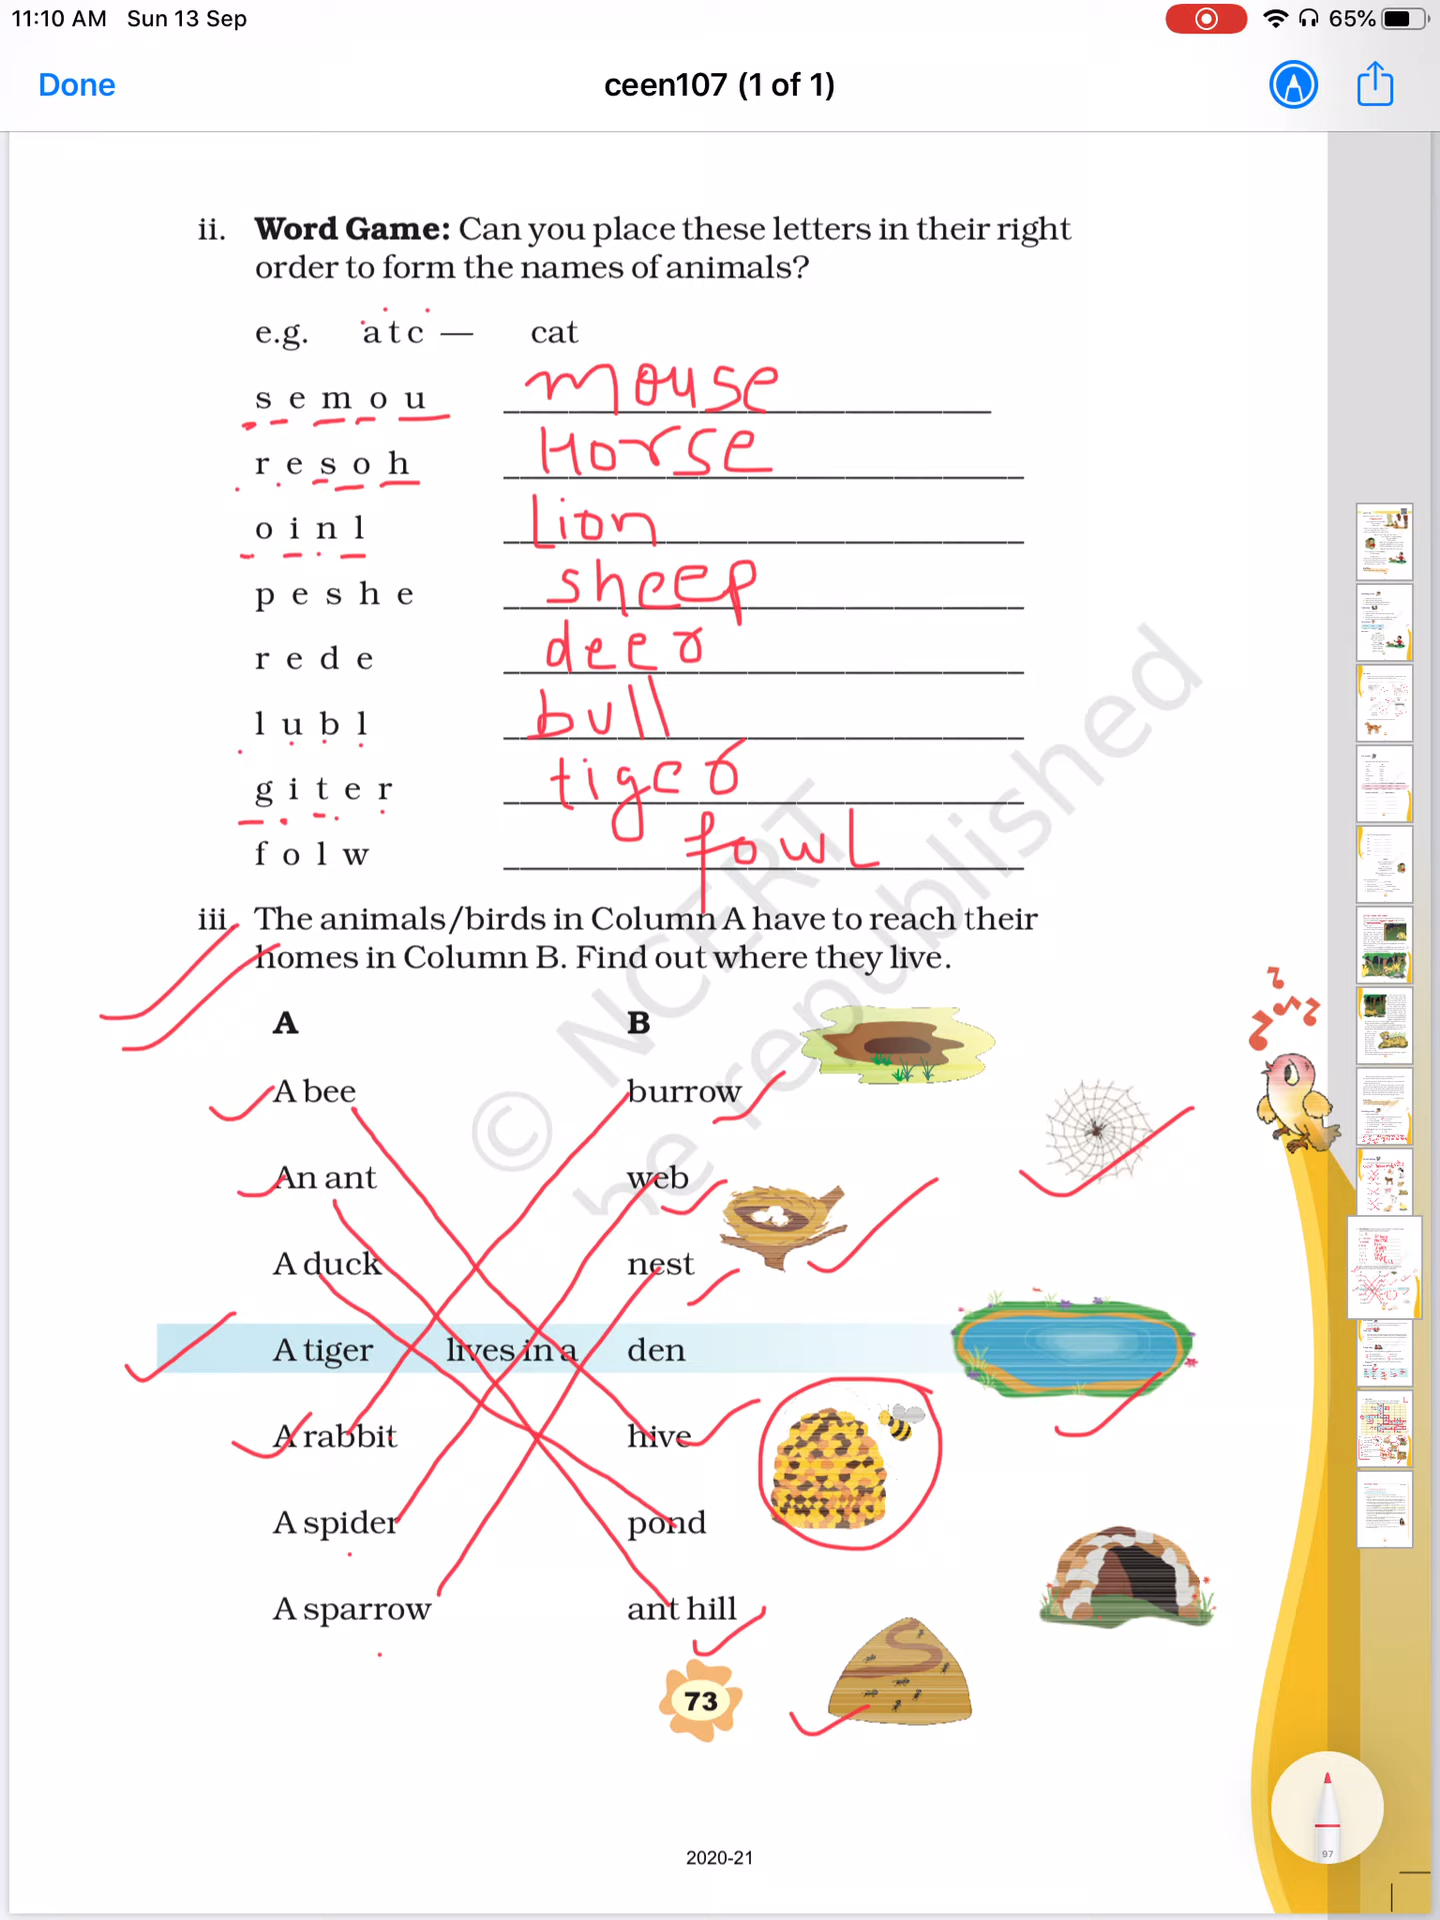 11:10 AM Sun 13 Sep
65%
Done
ceen107 (1 of 1)
ii. Word Game: Can you place these letters in their right
order to form the names of animals?
e.g. a t c — cat
s e m o u mouse
r e s o h Horse
o i n l Lion
p e s h e sheep
r e d e deer
l u b l bull
g i t e r tiger
f o l w fowl
iii. The animals/birds in Column A have to reach their
homes in Column B. Find out where they live.
A B
A bee burrow
An ant web
A duck nest
A tiger lives in a den
A rabbit hive
A spider pond
A sparrow ant hill
73
© NCERT
be republished
2020-21
97